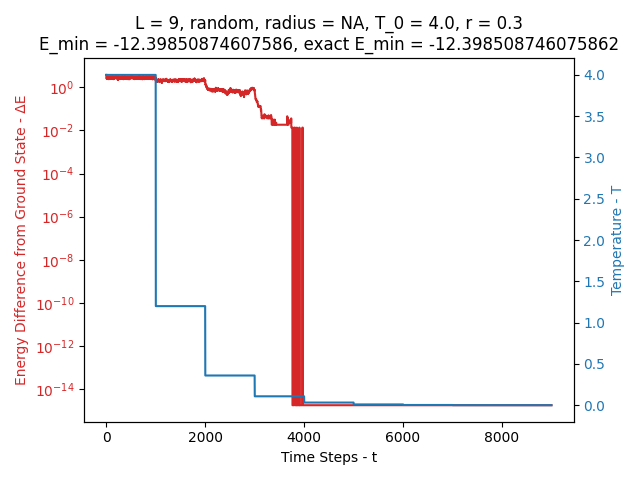 L = 9, random, radius = NA, T_0 = 4.0, r = 0.3
E_min = -12.39850874607586, exact E_min = -12.398508746075862
Energy Difference from Ground State - ΔE
10⁰
10⁻²
10⁻⁴
10⁻⁶
10⁻⁸
10⁻¹⁰
10⁻¹²
10⁻¹⁴
4.0
3.5
3.0
2.5
2.0
1.5
1.0
0.5
0.0
Temperature - T
0 2000 4000 6000 8000
Time Steps - t